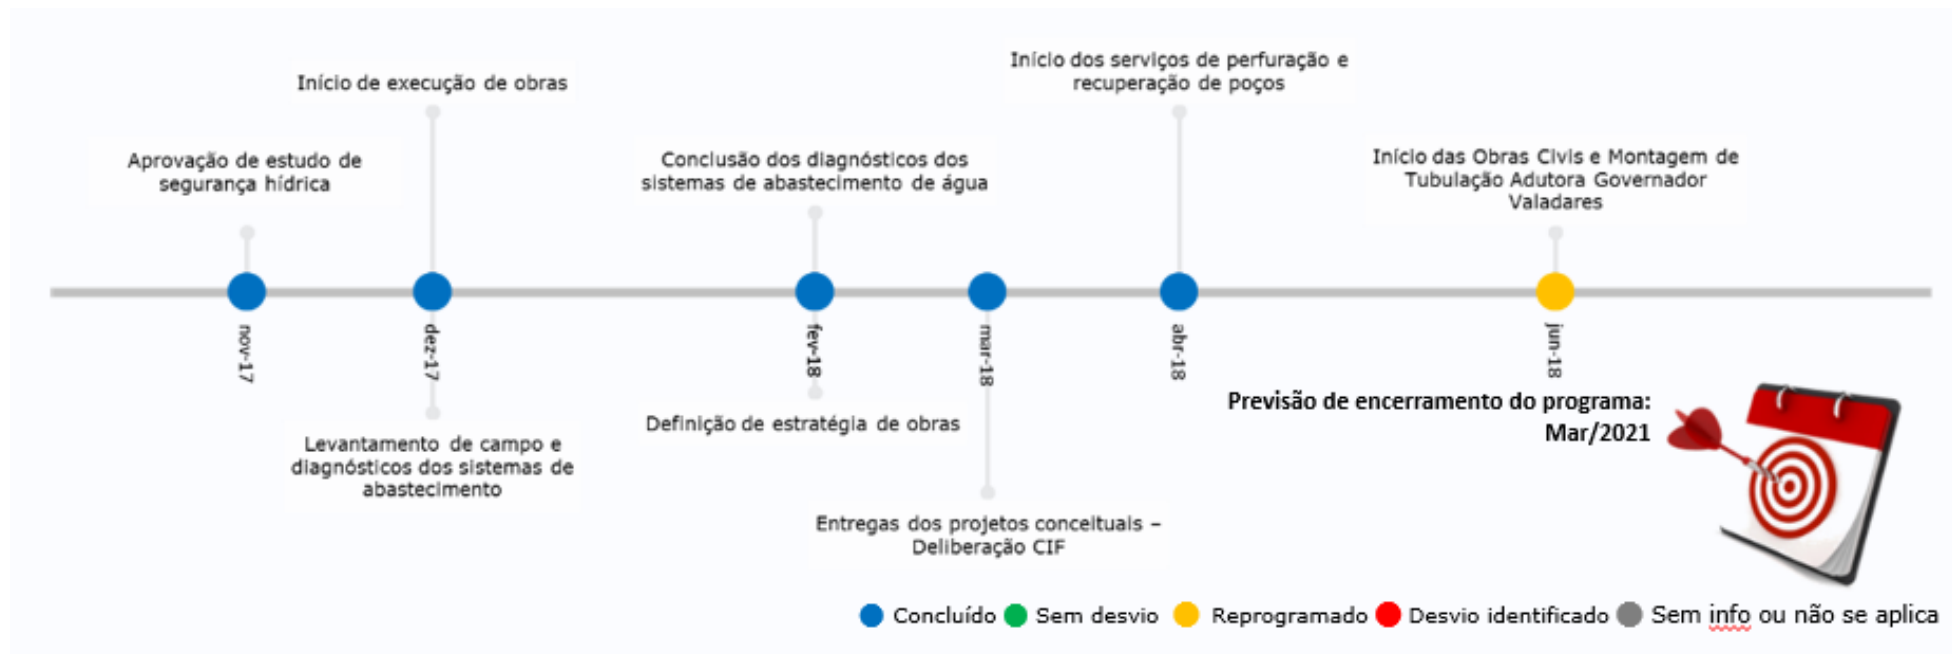 Início de execução de obras
Início dos serviços de perfuração e
recuperação de poços
Aprovação de estudo de
segurança hídrica
Conclusão dos diagnósticos dos
sistemas de abastecimento de água
Início das Obras Civis e Montagem de
Tubulação Adutora Governador
Valadares
nov-17
dez-17
fev-18
mar-18
abr-18
jun-18
Levantamento de campo e
diagnósticos dos sistemas de
abastecimento
Definição de estratégia de obras
Entregas dos projetos conceituais –
Deliberação CIF
Previsão de encerramento do programa:
Mar/2021
Concluído
Sem desvio
Reprogramado
Desvio identificado
Sem info ou não se aplica